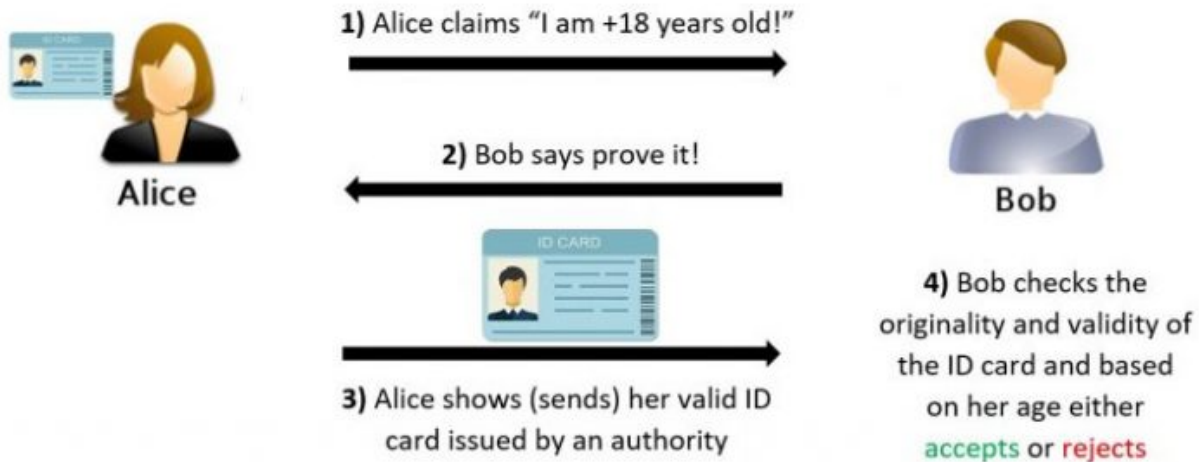 ID CARD
1) Alice claims “I am +18 years old!”
2) Bob says prove it!
Alice
Bob
ID CARD
3) Alice shows (sends) her valid ID
card issued by an authority
4) Bob checks the
originality and validity of
the ID card and based
on her age either
accepts or rejects